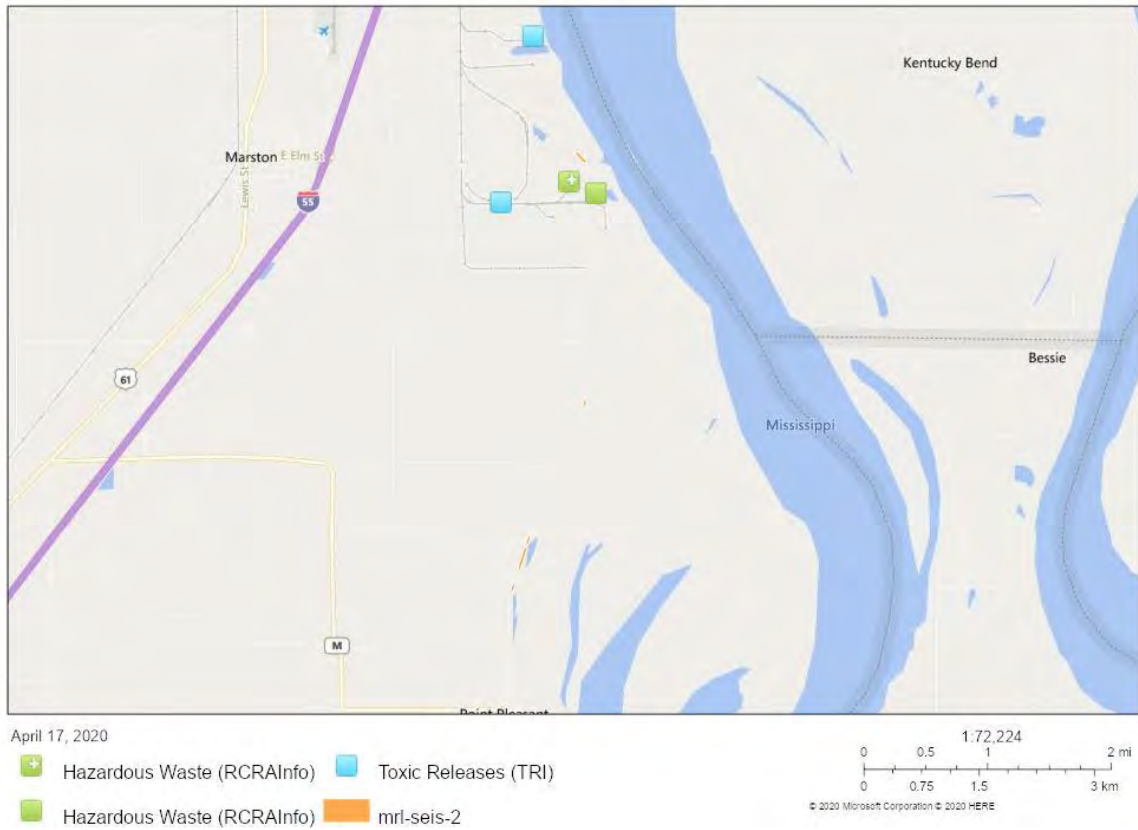 Kentucky Bend
Marston E Elm St
Lewis St
55
Bessie
61
Mississippi
M
Point Pleasant
April 17, 2020
Hazardous Waste (RCRAInfo)
Toxic Releases (TRI)
Hazardous Waste (RCRAInfo)
mrl-seis-2
1:72,224
0 0.5 1 2 mi
0 0.75 1.5 3 km
© 2020 Microsoft Corporation © 2020 HERE